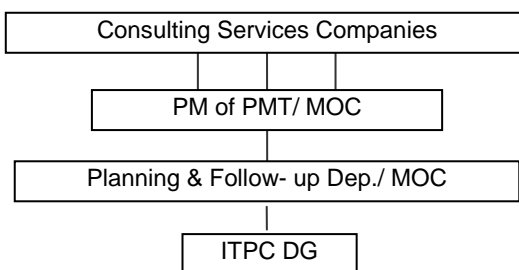 Consulting Services Companies
PM of PMT/ MOC
Planning & Follow- up Dep./ MOC
ITPC DG